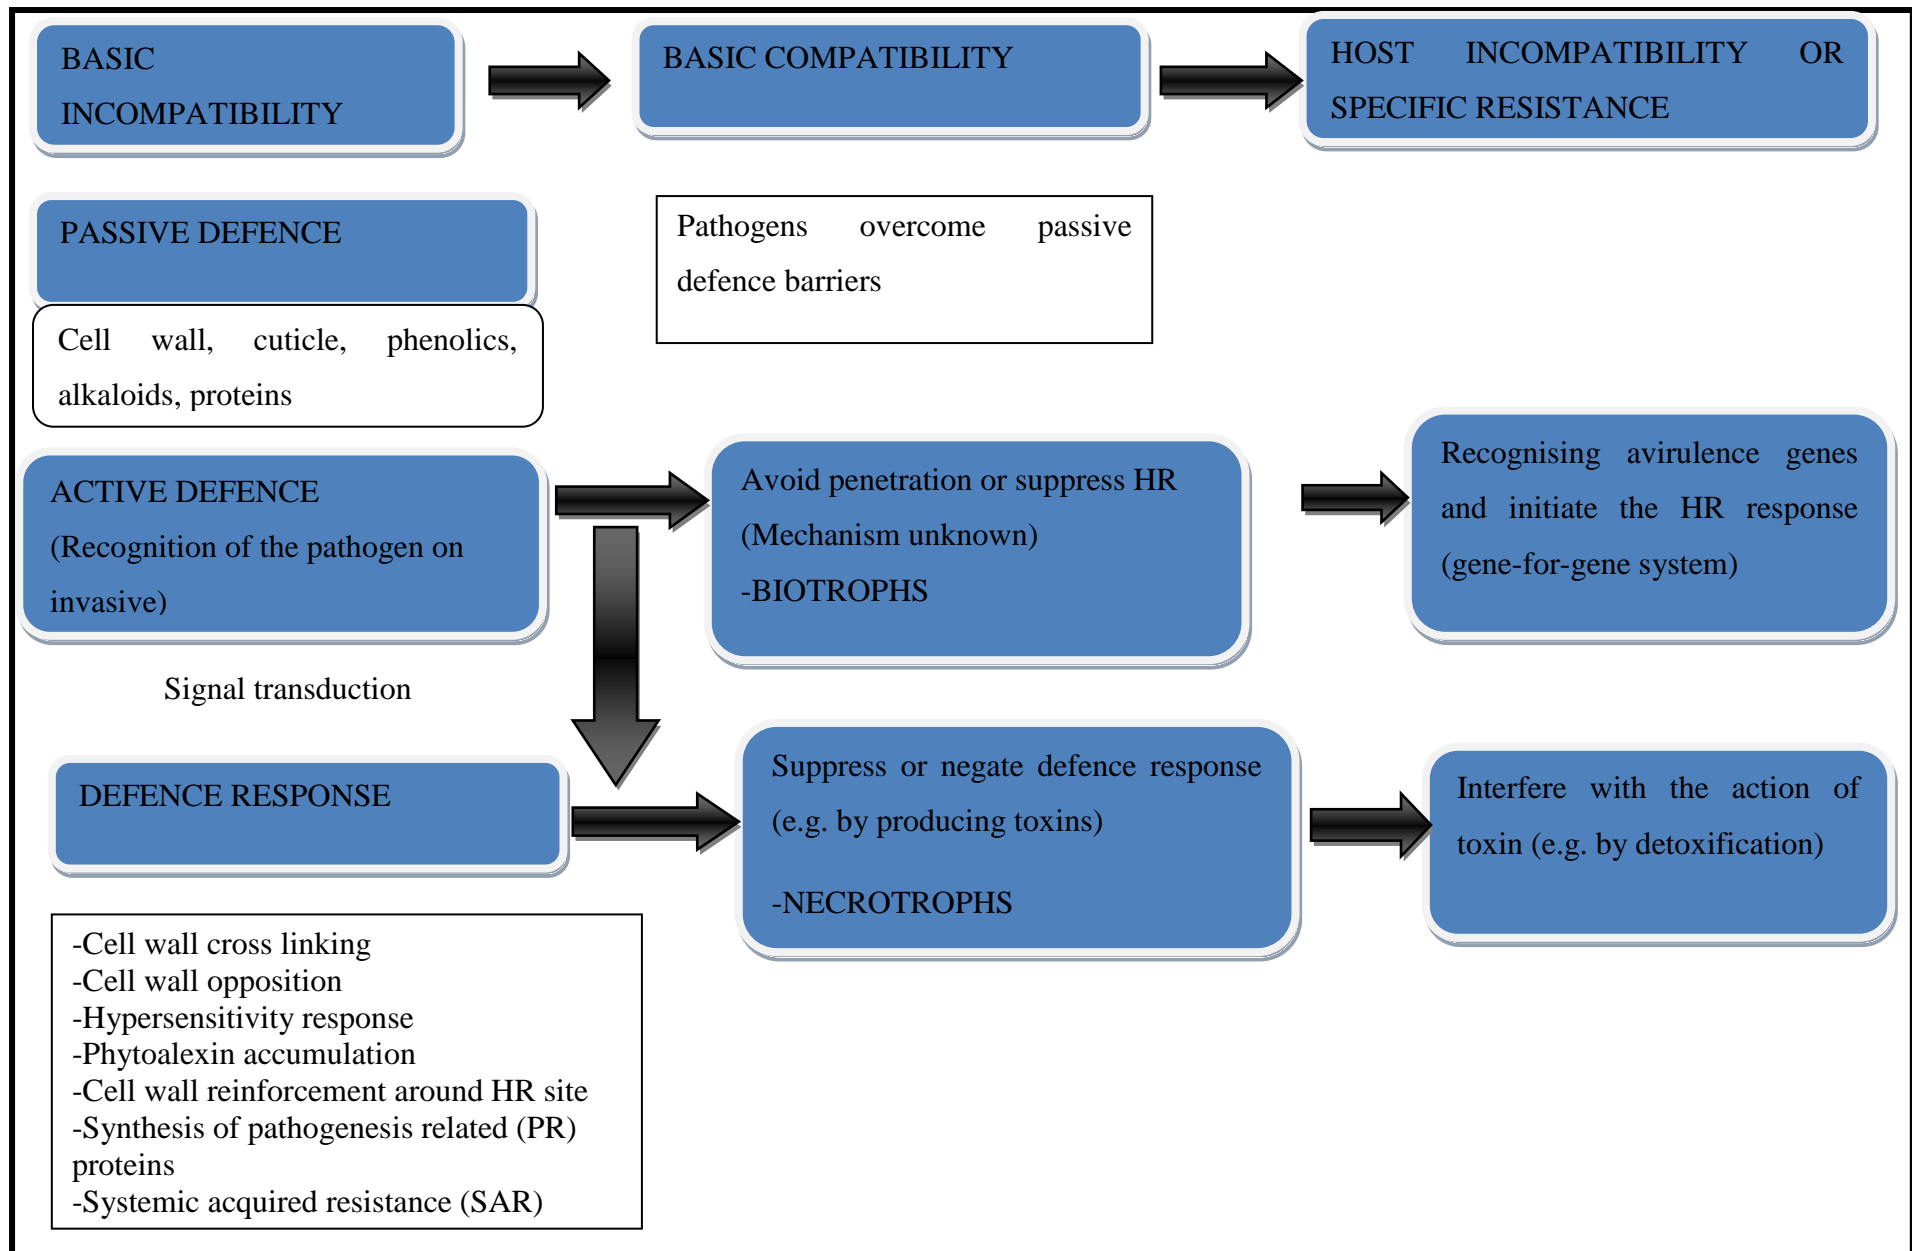 BASIC
INCOMPATIBILITY
BASIC COMPATIBILITY
HOST INCOMPATIBILITY OR
SPECIFIC RESISTANCE
PASSIVE DEFENCE
Cell wall, cuticle, phenolics,
alkaloids, proteins
Pathogens overcome passive
defence barriers
ACTIVE DEFENCE
(Recognition of the pathogen on
invasive)
Avoid penetration or suppress HR
(Mechanism unknown)
-BIOTROPHS
Recognising avirulence genes
and initiate the HR response
(gene-for-gene system)
Signal transduction
DEFENCE RESPONSE
Suppress or negate defence response
(e.g. by producing toxins)
-NECROTROPHS
Interfere with the action of
toxin (e.g. by detoxification)
-Cell wall cross linking
-Cell wall opposition
-Hypersensitivity response
-Phytoalexin accumulation
-Cell wall reinforcement around HR site
-Synthesis of pathogenesis related (PR)
proteins
-Systemic acquired resistance (SAR)